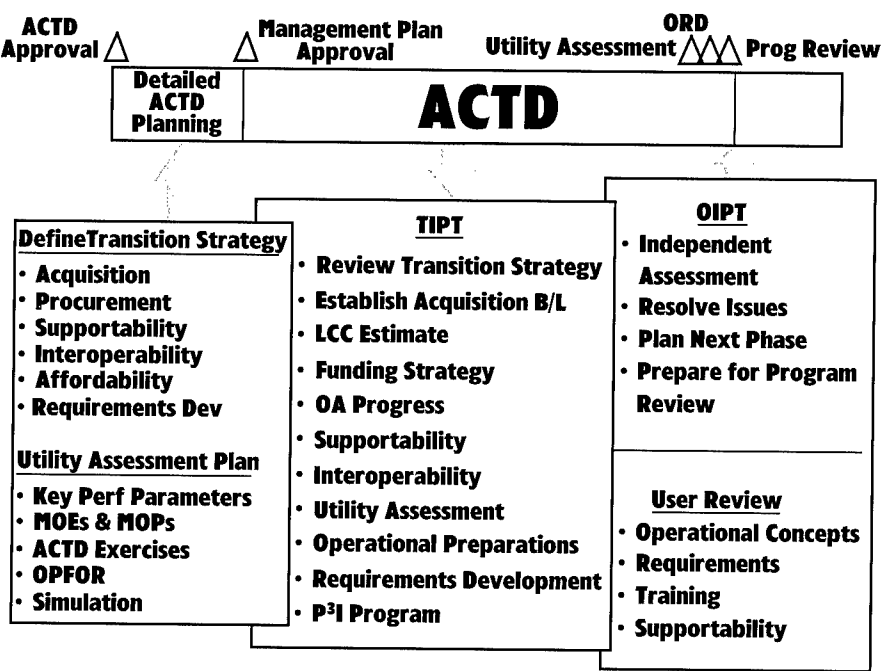 ACTD
Approval
Management Plan
Approval
ORD
Utility Assessment
Prog Review
Detailed
ACTD
Planning
ACTD
DefineTransition Strategy
• Acquisition
• Procurement
• Supportability
• Interoperability
• Affordability
• Requirements Dev
Utility Assessment Plan
• Key Perf Parameters
• MOEs & MOPs
• ACTD Exercises
• OPFOR
• Simulation
TIPT
• Review Transition Strategy
• Establish Acquisition B/L
• LCC Estimate
• Funding Strategy
• OA Progress
• Supportability
• Interoperability
• Utility Assessment
• Operational Preparations
• Requirements Development
• P³I Program
OIPT
• Independent
Assessment
• Resolve Issues
• Plan Next Phase
• Prepare for Program
Review
User Review
• Operational Concepts
• Requirements
• Training
• Supportability